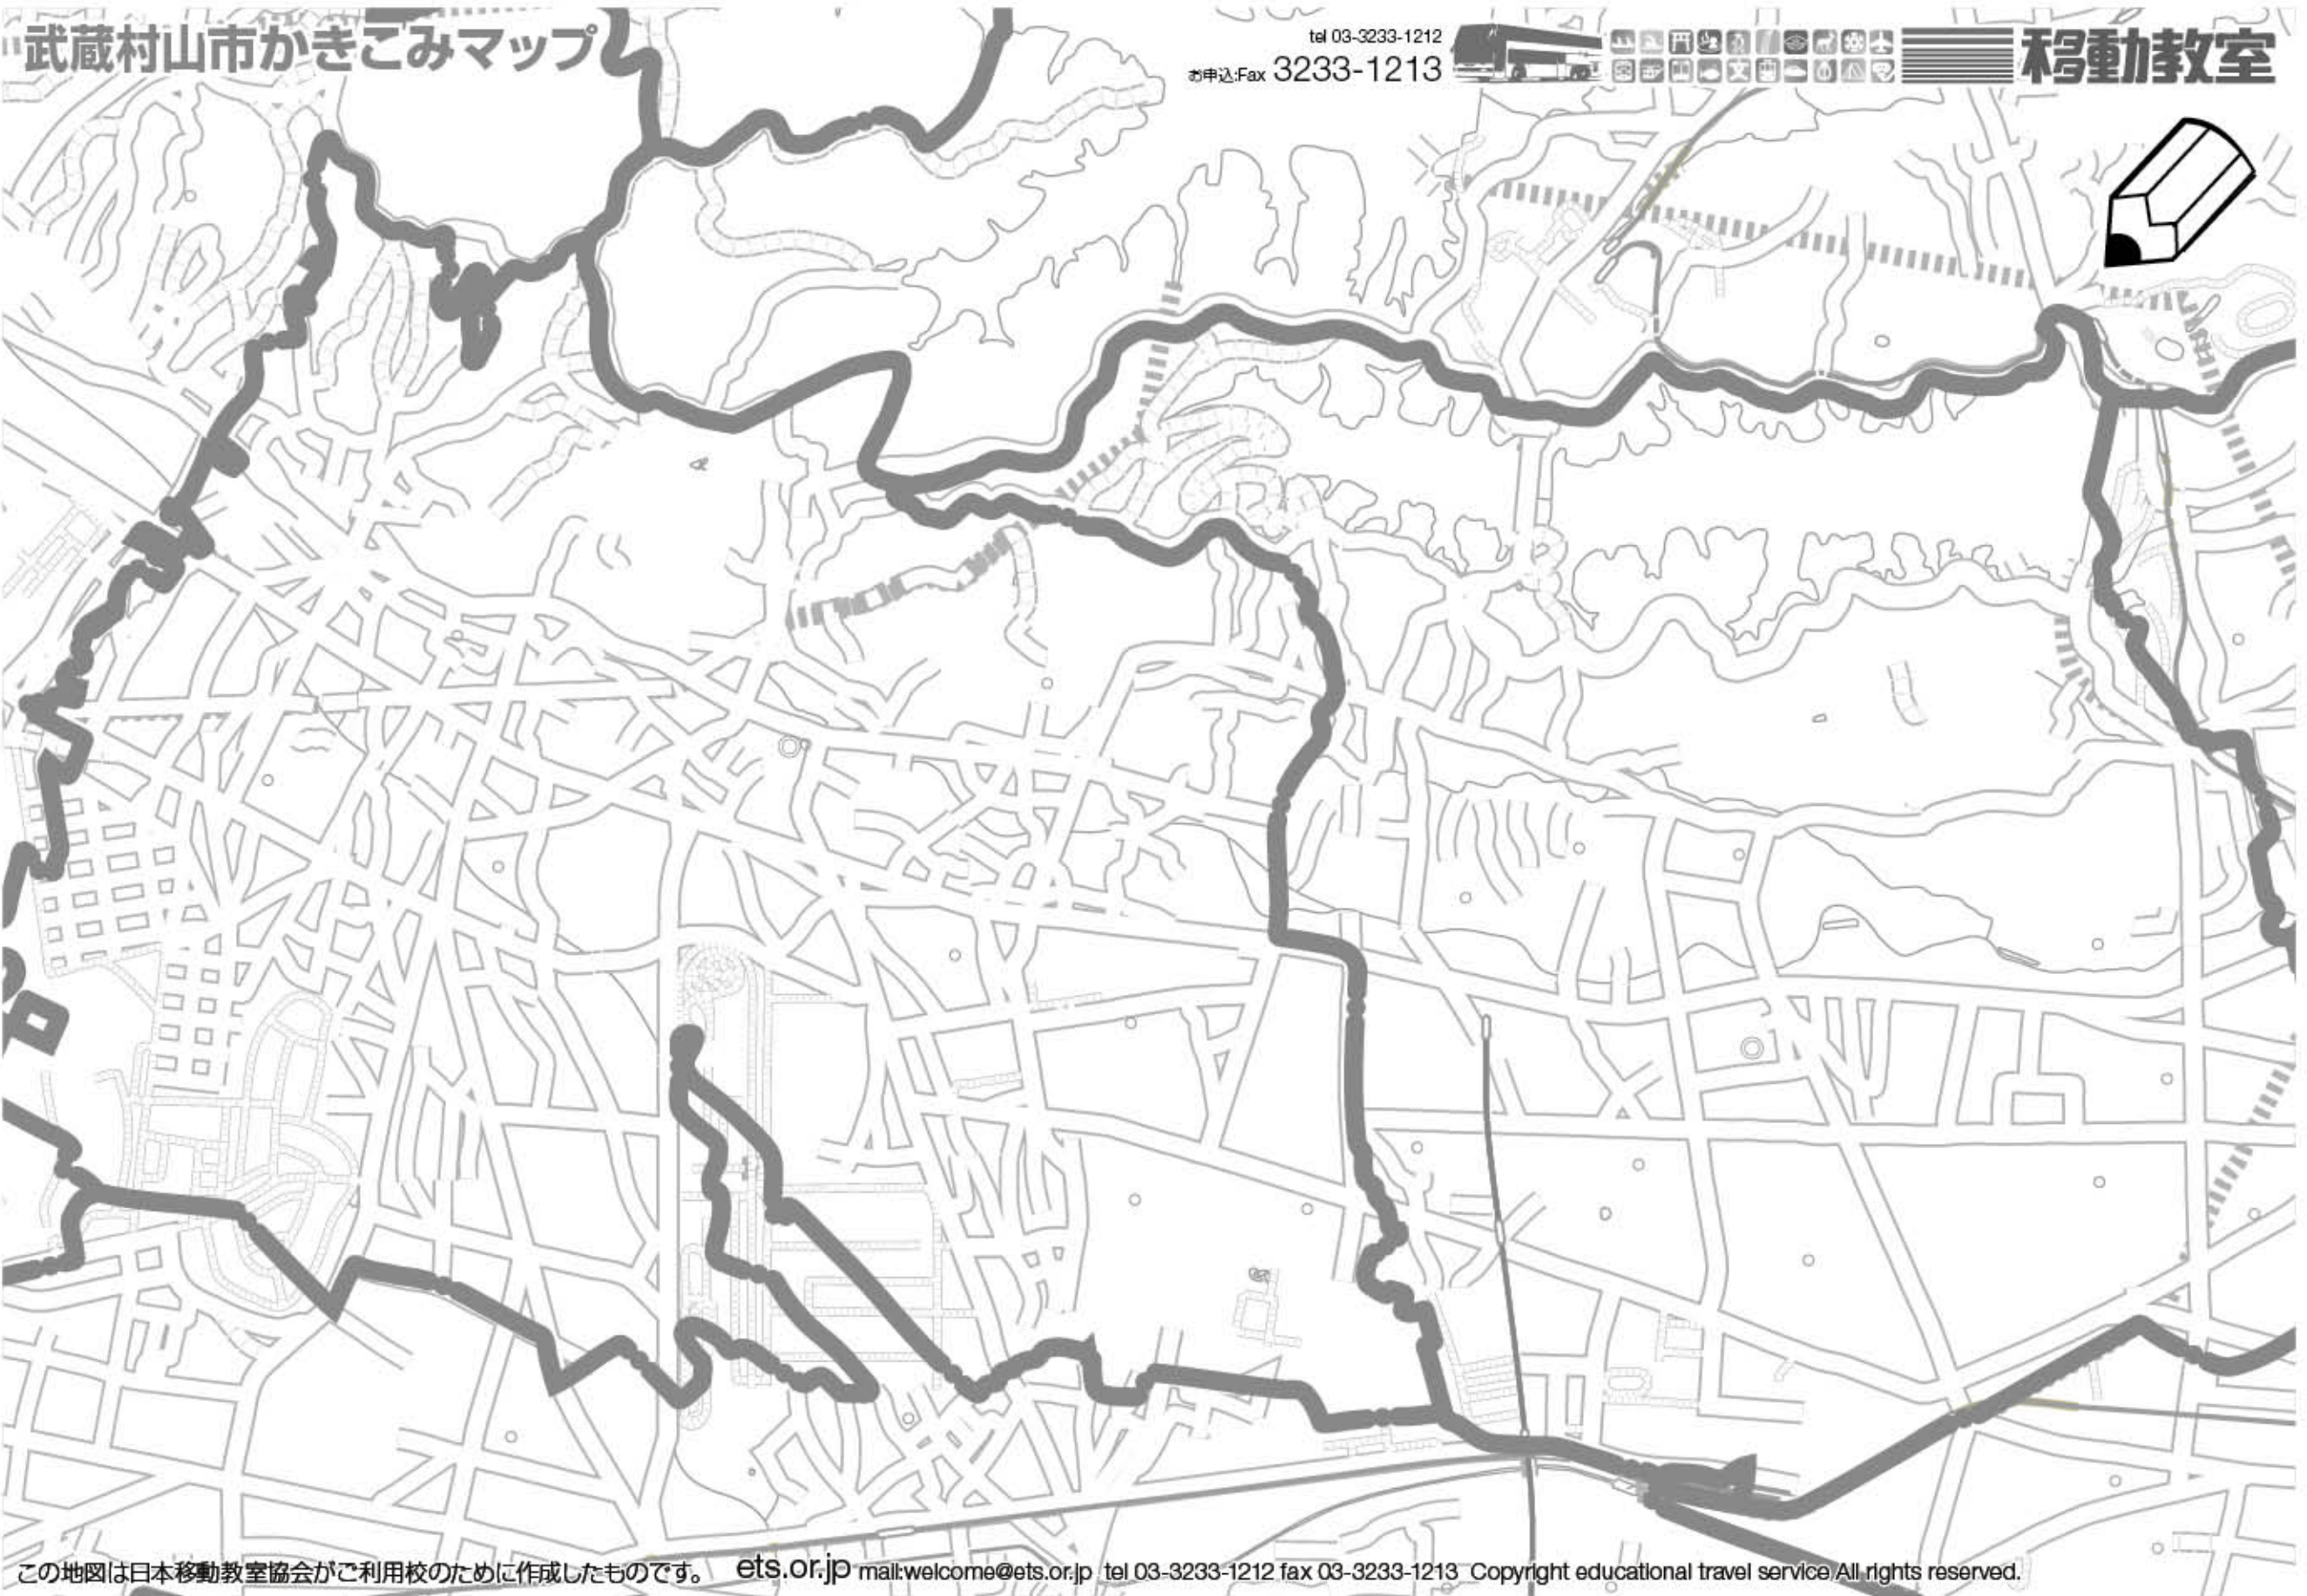 武蔵村山市かきこみマップ
tel 03-3233-1212
お申込:Fax 3233-1213
移動教室
この地図は日本移動教室協会がご利用校のために作成したものです。 ets.or.jp mail:welcome@ets.or.jp tel 03-3233-1212 fax 03-3233-1213 Copyright educational travel service All rights reserved.